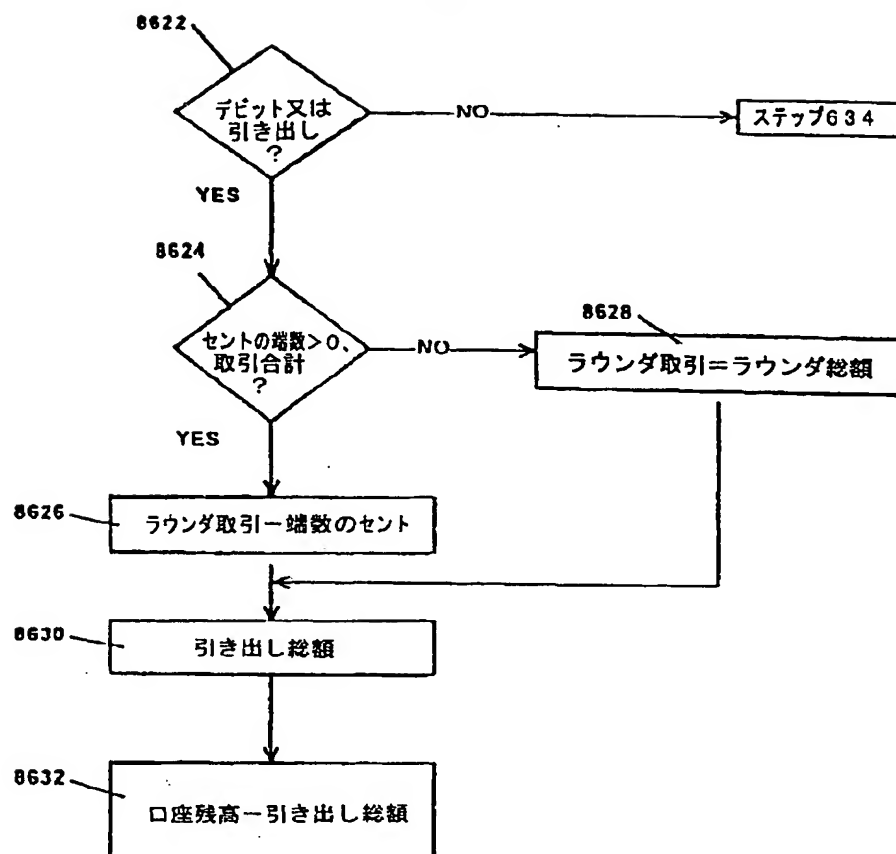 8622
デビット又は
引き出し
?
NO
ステップ634
YES
8624
セントの端数>0、
取引合計
?
NO
8628
ラウンダ取引=ラウンダ総額
YES
8626
ラウンダ取引-端数のセント
8630
引き出し総額
8632
口座残高-引き出し総額